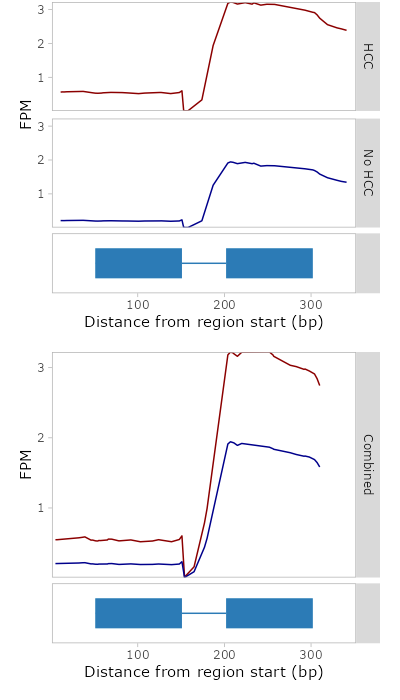 3
2
1
HCC
FPM
3
2
1
No HCC
100 200 300
Distance from region start (bp)
3
2
1
FPM
Combined
100 200 300
Distance from region start (bp)